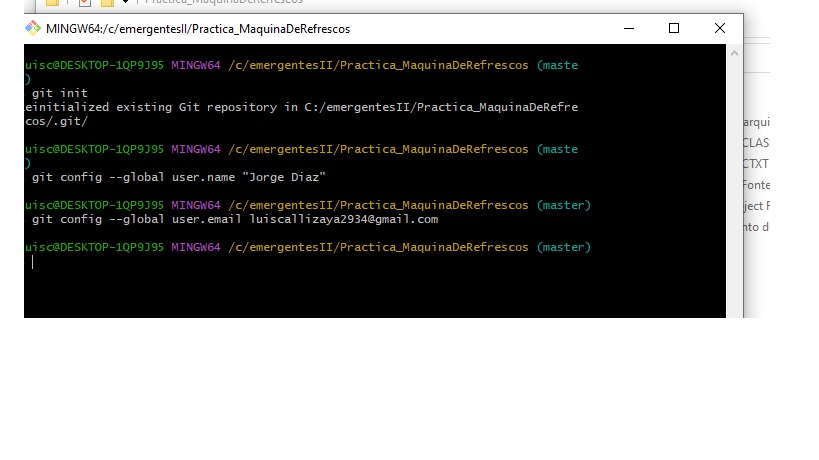 Practica_MaquinaDeRefrescos
MINGW64:/c/emergentesII/Practica_MaquinaDeRefrescos
uisc@DESKTOP-1QP9J95 MINGW64 /c/emergentesII/Practica_MaquinaDeRefrescos (maste
)
git init
einitialized existing Git repository in C:/emergentesII/Practica_MaquinaDeRefre
cos/.git/
uisc@DESKTOP-1QP9J95 MINGW64 /c/emergentesII/Practica_MaquinaDeRefrescos (maste
)
git config --global user.name "Jorge Diaz"
uisc@DESKTOP-1QP9J95 MINGW64 /c/emergentesII/Practica_MaquinaDeRefrescos (master)
git config --global user.email luiscallizaya2934@gmail.com
uisc@DESKTOP-1QP9J95 MINGW64 /c/emergentesII/Practica_MaquinaDeRefrescos (master)
arqui
CLAS
CTXT
Fonte
ject F
nto d